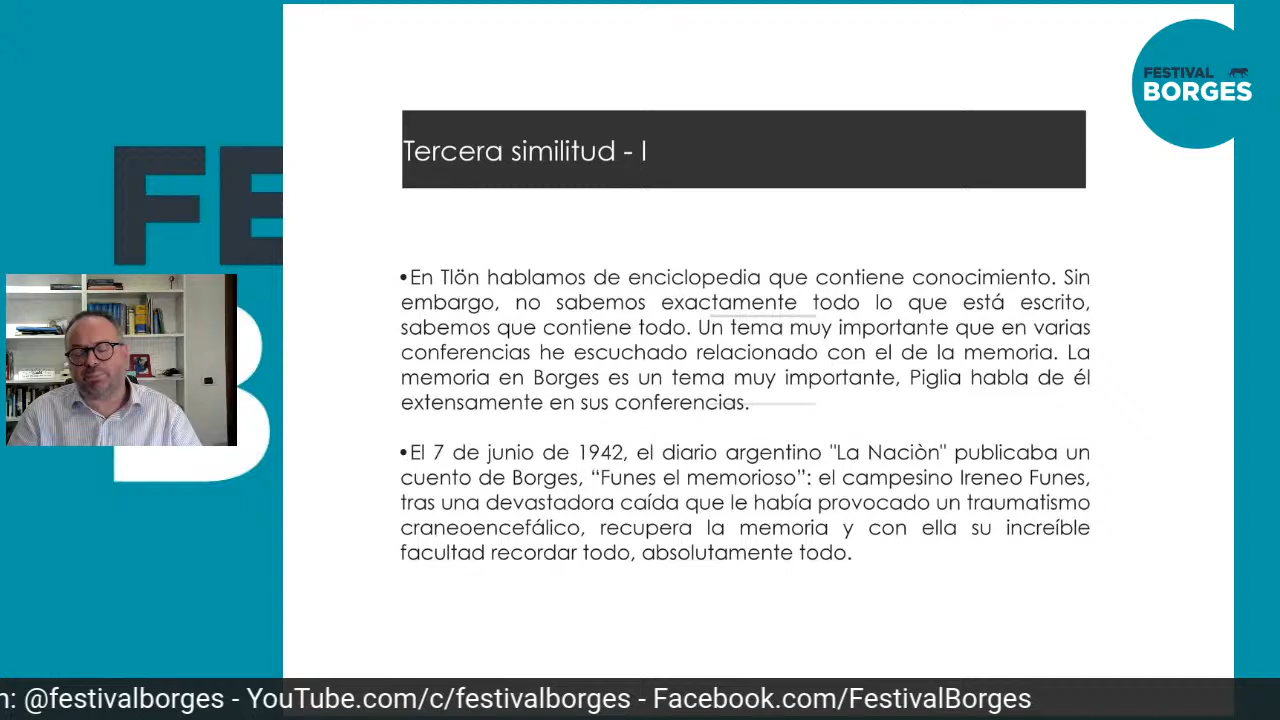 FESTIVAL
BORGES
Tercera similitud - I
FE
B
•En Tlön hablamos de enciclopedia que contiene conocimiento. Sin
embargo, no sabemos exactamente todo lo que está escrito,
sabemos que contiene todo. Un tema muy importante que en varias
conferencias he escuchado relacionado con el de la memoria. La
memoria en Borges es un tema muy importante, Piglia habla de él
extensamente en sus conferencias.
•El 7 de junio de 1942, el diario argentino "La Naciòn" publicaba un
cuento de Borges, “Funes el memorioso”: el campesino Ireneo Funes,
tras una devastadora caída que le había provocado un traumatismo
craneoencefálico, recupera la memoria y con ella su increíble
facultad recordar todo, absolutamente todo.
: @festivalborges - YouTube.com/c/festivalborges - Facebook.com/FestivalBorges